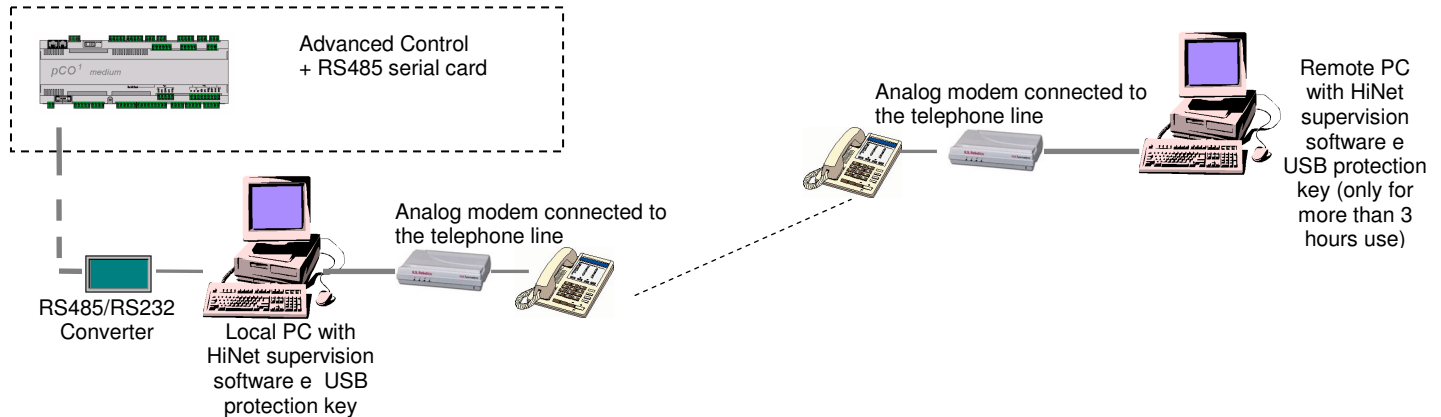 Advanced Control
+ RS485 serial card
pCO1 medium
Analog modem connected to
the telephone line
Remote PC
with HiNet
supervision
software e
USB protection
key (only for
more than 3
hours use)
Analog modem connected to
the telephone line
RS485/RS232
Converter
Local PC with
HiNet supervision
software e USB
protection key